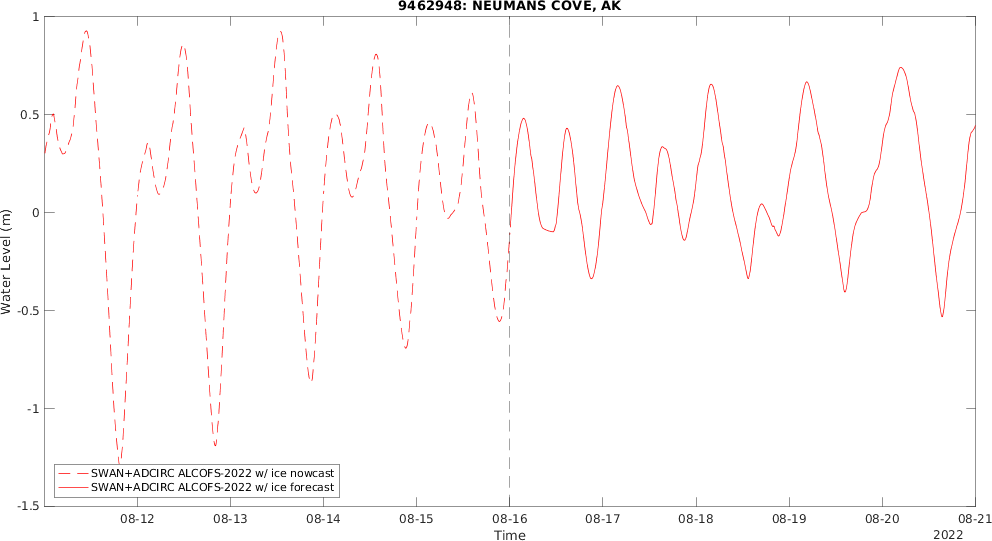 9462948: NEUMANS COVE, AK
Water Level (m)
1
0.5
0
-0.5
-1
-1.5
SWAN+ADCIRC ALCOFS-2022 w/ ice nowcast
SWAN+ADCIRC ALCOFS-2022 w/ ice forecast
08-12 08-13 08-14 08-15 08-16 08-17 08-18 08-19 08-20 08-21
Time
2022